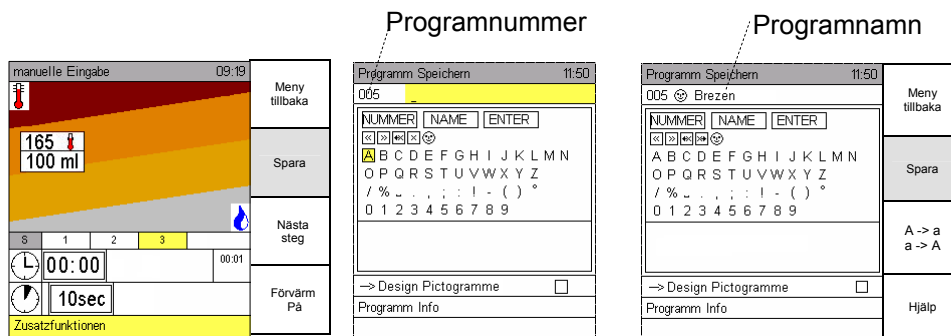 Programnummer
Programnamn
manuelle Eingabe 09:19
165
100 ml
S 1 2 3
00:00 00:01
10sec
Zusatzfunktionen
Meny tillbaka
Spara
Nästa steg
Förvärm På
Programm Speichern 11:50
005 _
NUMMER NAME ENTER
A B C D E F G H I J K L M N
O P Q R S T U V W X Y Z
/ % ⌣ . , ; : ! - ( ) °
0 1 2 3 4 5 6 7 8 9
--> Design Pictogramme
Programm Info
Programm Speichern 11:50
005 ☺ Brezen
NUMMER NAME ENTER
A B C D E F G H I J K L M N
O P Q R S T U V W X Y Z
/ % ⌣ . , ; : ! - ( ) °
0 1 2 3 4 5 6 7 8 9
--> Design Pictogramme
Programm Info
Meny tillbaka
Spara
A -> a
a -> A
Hjälp